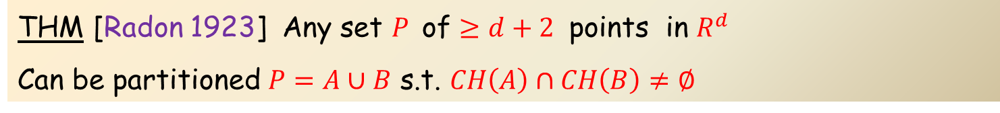 THM [Radon 1923] Any set P of ≥ d + 2 points in R^d
Can be partitioned P = A ∪ B s.t. CH(A) ∩ CH(B) ≠ ∅